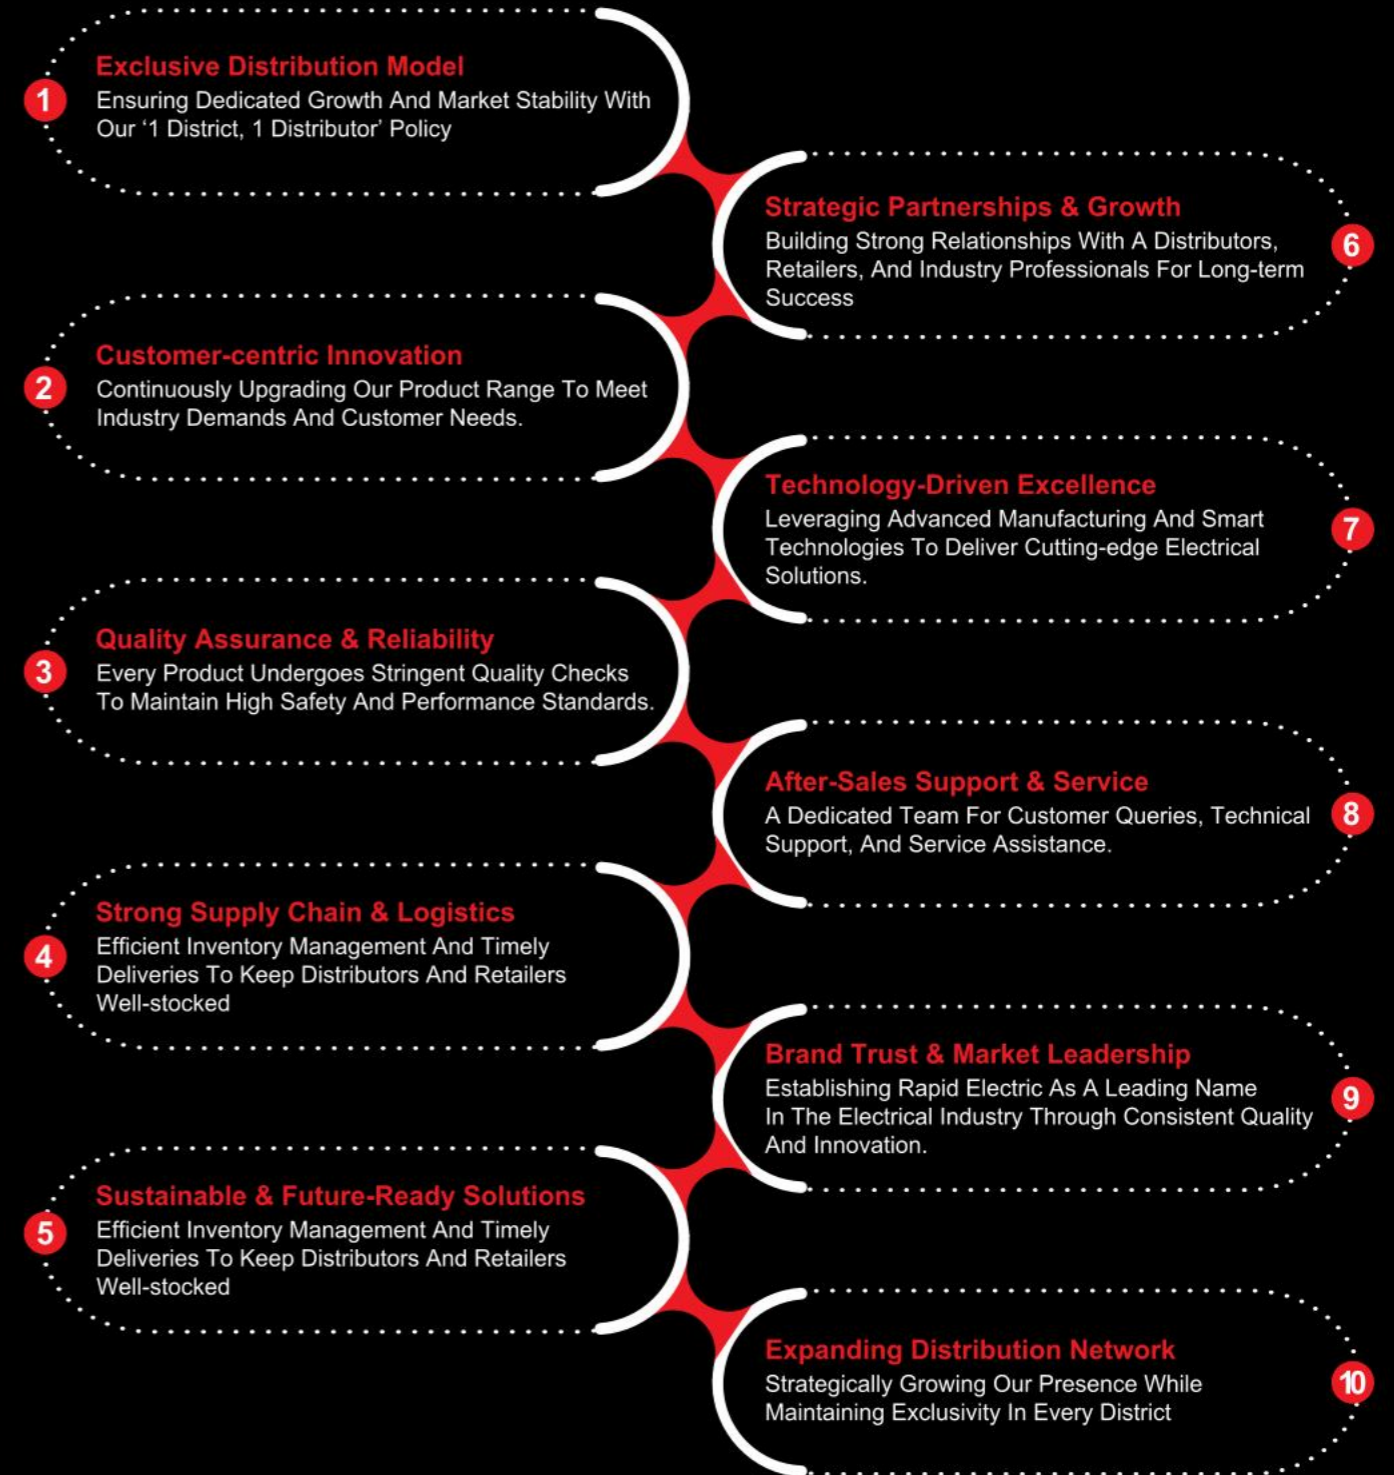 1
Exclusive Distribution Model
Ensuring Dedicated Growth And Market Stability With
Our ‘1 District, 1 Distributor’ Policy
2
Customer-centric Innovation
Continuously Upgrading Our Product Range To Meet
Industry Demands And Customer Needs.
3
Quality Assurance & Reliability
Every Product Undergoes Stringent Quality Checks
To Maintain High Safety And Performance Standards.
4
Strong Supply Chain & Logistics
Efficient Inventory Management And Timely
Deliveries To Keep Distributors And Retailers
Well-stocked
5
Sustainable & Future-Ready Solutions
Efficient Inventory Management And Timely
Deliveries To Keep Distributors And Retailers
Well-stocked
6
Strategic Partnerships & Growth
Building Strong Relationships With A Distributors,
Retailers, And Industry Professionals For Long-term
Success
7
Technology-Driven Excellence
Leveraging Advanced Manufacturing And Smart
Technologies To Deliver Cutting-edge Electrical
Solutions.
8
After-Sales Support & Service
A Dedicated Team For Customer Queries, Technical
Support, And Service Assistance.
9
Brand Trust & Market Leadership
Establishing Rapid Electric As A Leading Name
In The Electrical Industry Through Consistent Quality
And Innovation.
10
Expanding Distribution Network
Strategically Growing Our Presence While
Maintaining Exclusivity In Every District